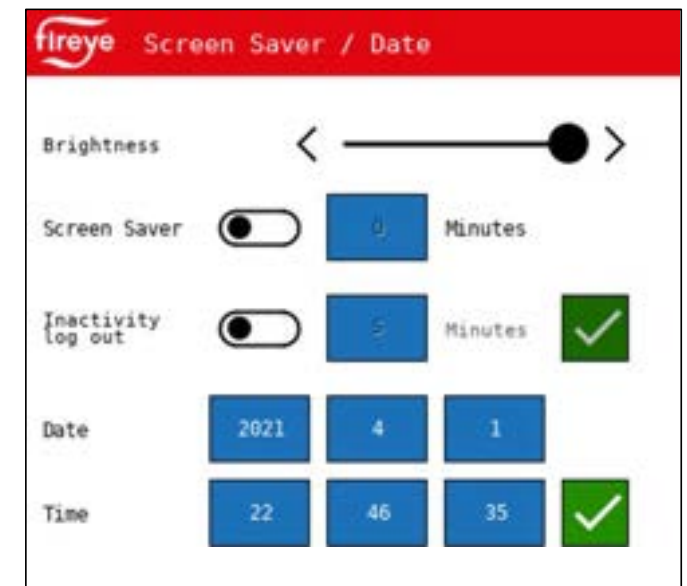 fireye Screen Saver / Date
Brightness
Screen Saver 0 Minutes
Inactivity
log out 5 Minutes
Date 2021 4 1
Time 22 46 35